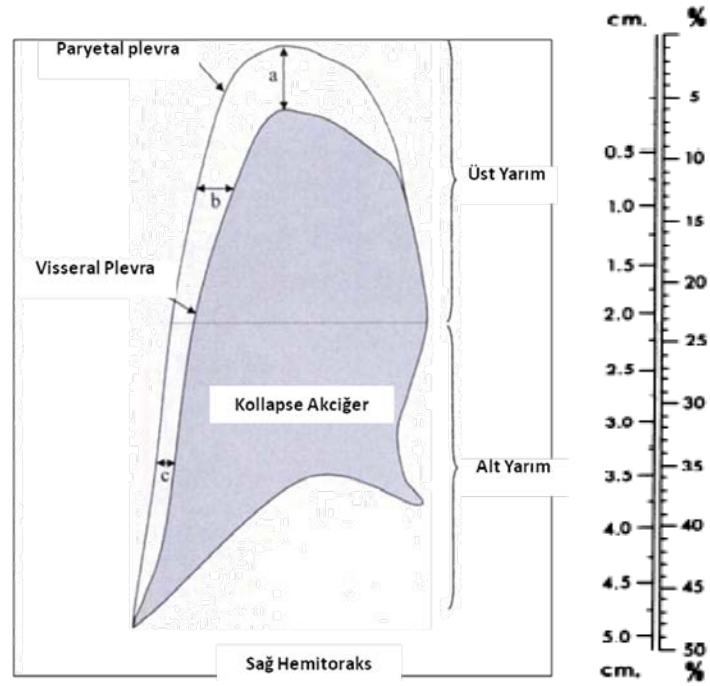 Paryetal plevra
a
b
Visseral Plevra
Kollapse Akciğer
c
Sağ Hemitoraks
Üst Yarım
Alt Yarım
cm. %
5
0.5 10
1.0
15
1.5
20
2.0
25
2.5
30
3.0
35
3.5
40
4.0
4.5 45
5.0
50
cm. %